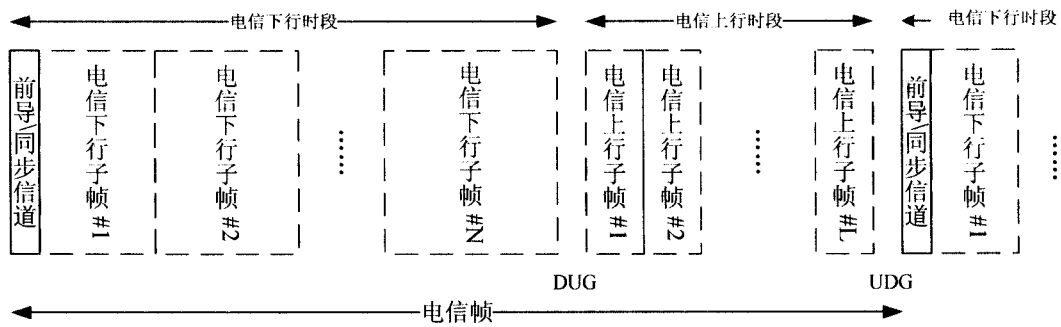 电信下行时段
电信上行时段
电信下行时段
前导/同步信道
电信下行子帧 #1
电信下行子帧 #2
……
电信下行子帧 #N
电信上行子帧 #1
电信上行子帧 #2
……
电信上行子帧 #L
前导/同步信道
电信下行子帧 #1
……
DUG
UDG
电信帧